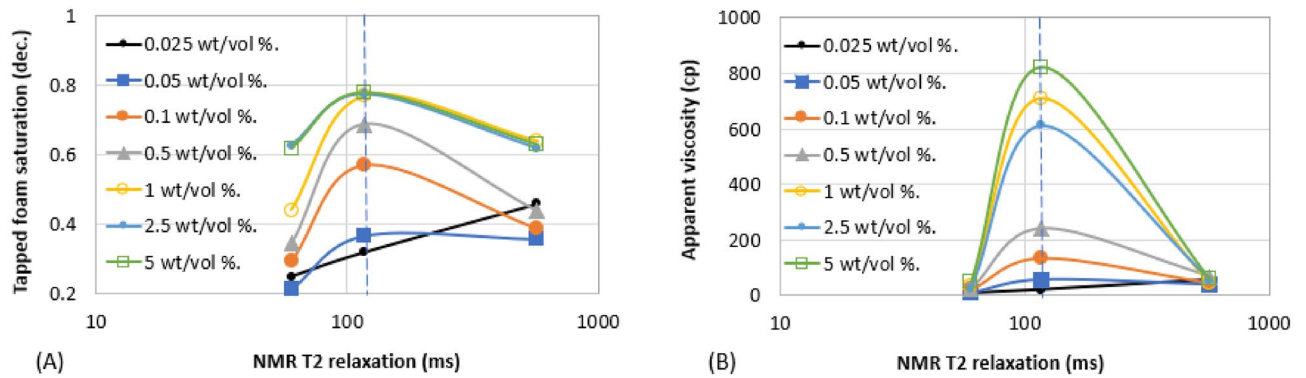 Tapped foam saturation (dec.)
1
0.8
0.6
0.4
0.2
0.025 wt/vol %.
0.05 wt/vol %.
0.1 wt/vol %.
0.5 wt/vol %.
1 wt/vol %.
2.5 wt/vol %.
5 wt/vol %.
10
100
1000
(A)
NMR T2 relaxation (ms)
Apparent viscosity (cp)
1000
800
600
400
200
0
0.025 wt/vol %.
0.05 wt/vol %.
0.1 wt/vol %.
0.5 wt/vol %.
1 wt/vol %.
2.5 wt/vol %.
5 wt/vol %.
10
100
1000
(B)
NMR T2 relaxation (ms)